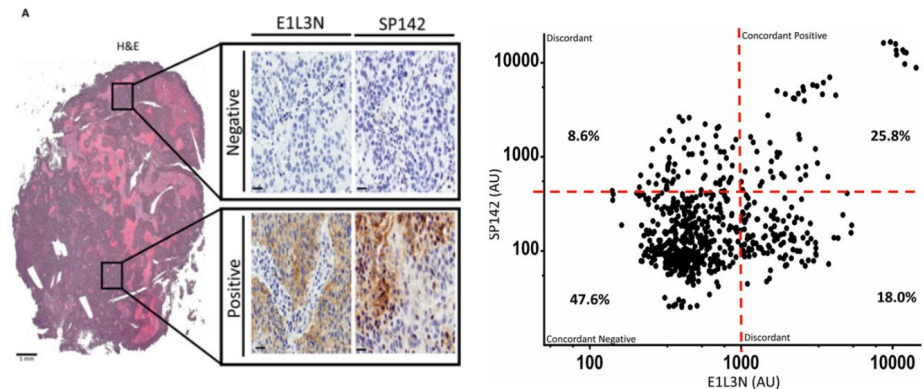 A
H&E
E1L3N SP142
Negative
Positive
1 mm
Discordant Concordant Positive
10000
8.6% 25.8%
1000
SP142 (AU)
100
47.6% 18.0%
Concordant Negative Discordant
100 1000 10000
E1L3N (AU)